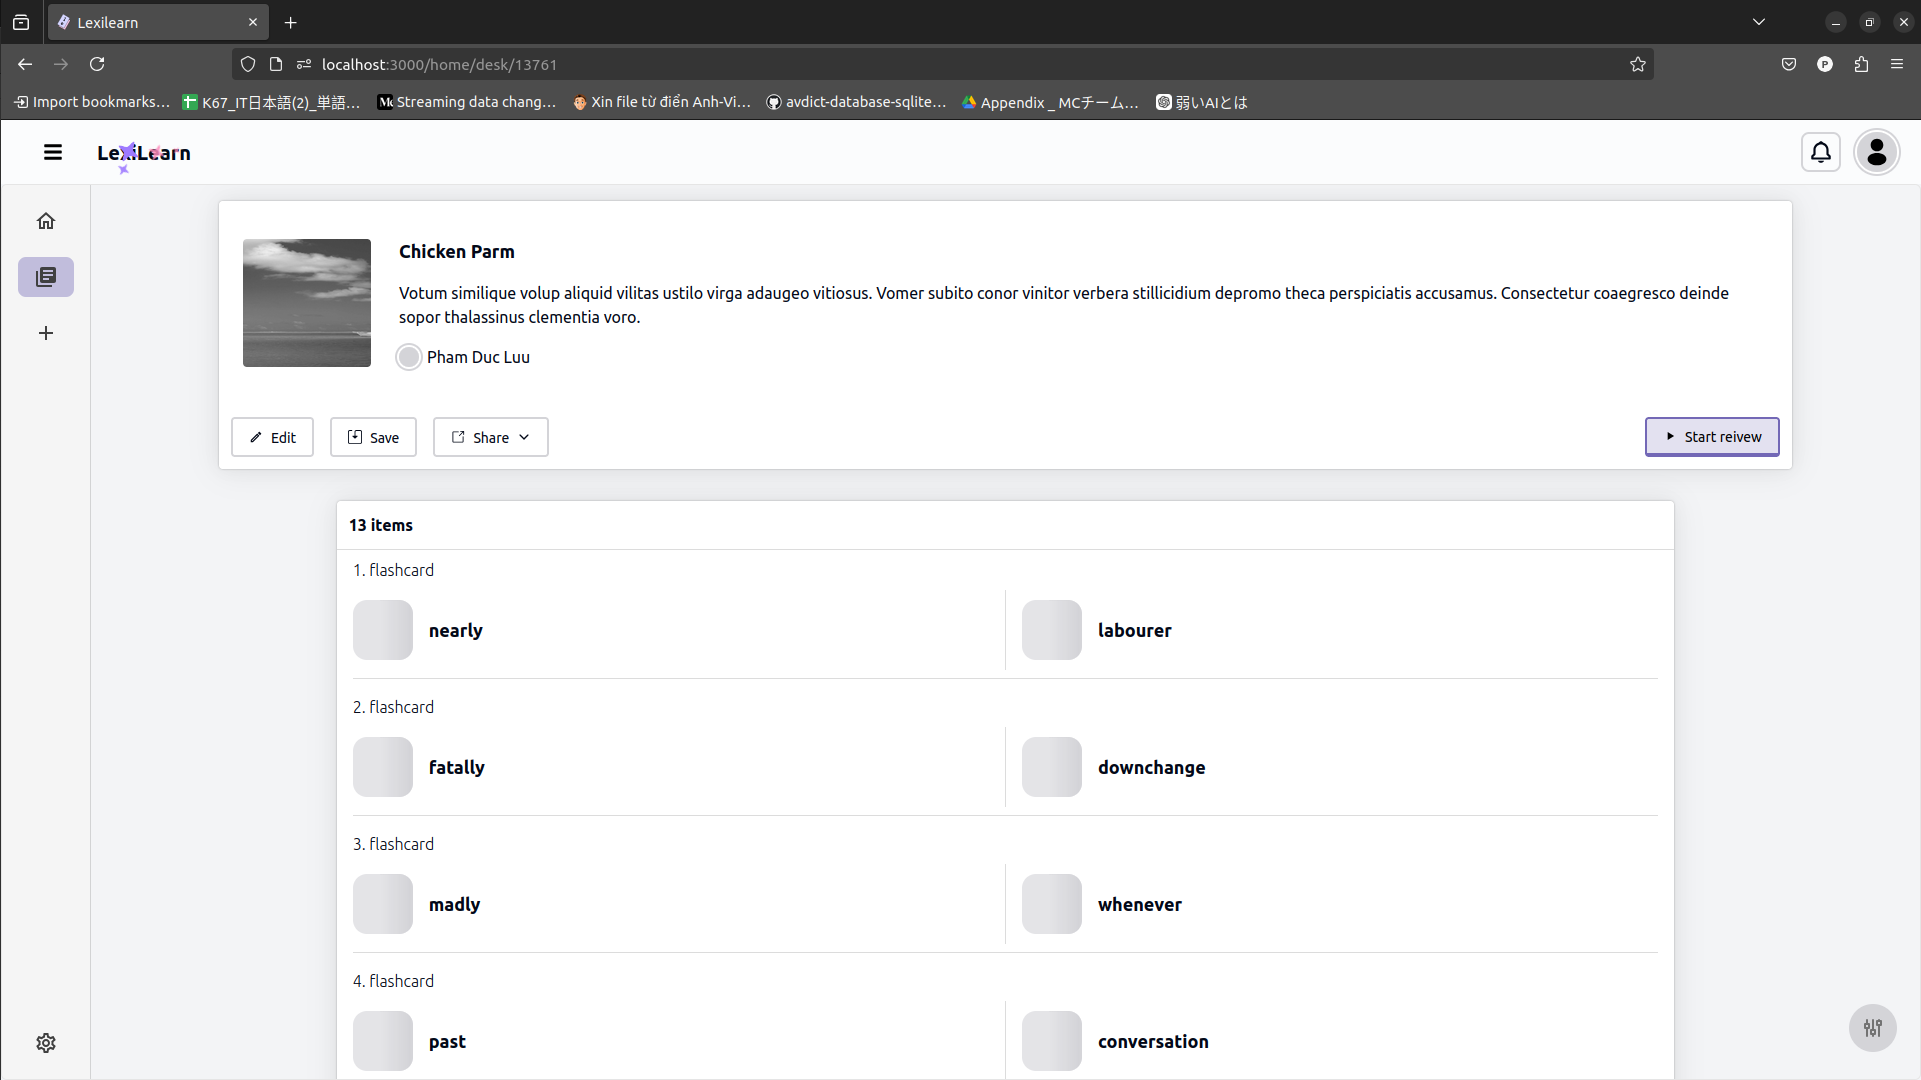 Lexilearn
localhost:3000/home/desk/13761
Import bookmarks...
K67_IT日本語(2)_単語...
Streaming data chang...
Xin file từ điển Anh-Vi...
avdict-database-sqlite...
Appendix _ MCチーム...
弱いAIとは
LexiLearn
Chicken Parm
Votum similique volup aliquid vilitas ustilo virga adaugeo vitiosus. Vomer subito conor vinitor verbera stillicidium depromo theca perspiciatis accusamus. Consectetur coaegresco deinde
sopor thalassinus clementia voro.
Pham Duc Luu
Edit
Save
Share
Start reivew
13 items
1. flashcard
nearly
labourer
2. flashcard
fatally
downchange
3. flashcard
madly
whenever
4. flashcard
past
conversation